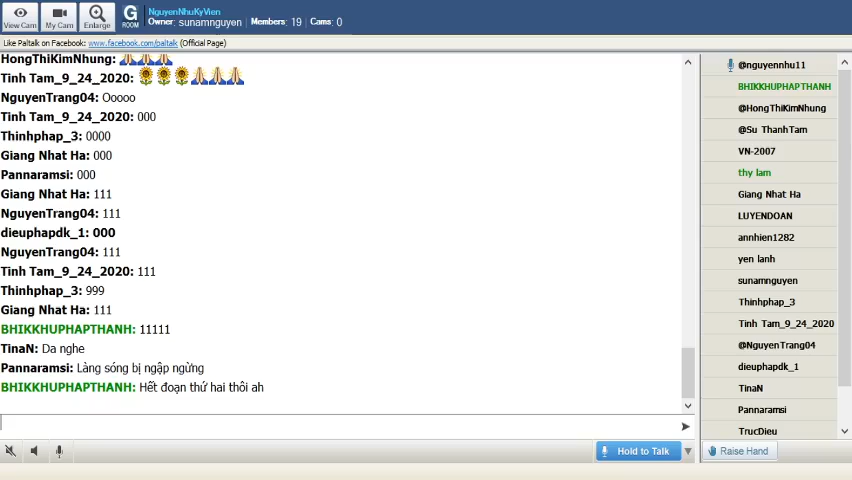 View Cam
My Cam
Enlarge
G
ROOM
NguyenNhuKyVien
Owner: sunamnguyen Members: 19 Cams: 0
Like Paltalk on Facebook: www.facebook.com/paltalk (Official Page)
HongThiKimNhung: 🙏🙏🙏
Tinh Tam_9_24_2020: 🌻🌻🌻🙏🙏🙏
NguyenTrang04: Ooooo
Tinh Tam_9_24_2020: 000
Thinhphap_3: 0000
Giang Nhat Ha: 000
Pannaramsi: 000
Giang Nhat Ha: 111
NguyenTrang04: 111
dieuphapdk_1: 000
NguyenTrang04: 111
Tinh Tam_9_24_2020: 111
Thinhphap_3: 999
Giang Nhat Ha: 111
BHIKKHUPHAPTHANH: 11111
TinaN: Da nghe
Pannaramsi: Làng sóng bị ngập ngừng
BHIKKHUPHAPTHANH: Hết đoạn thứ hai thôi ah
@nguyennhu11
BHIKKHUPHAPTHANH
@HongThiKimNhung
@Su ThanhTam
VN-2007
thy lam
Giang Nhat Ha
LUYENDOAN
annhien1282
yen lanh
sunamnguyen
Thinhphap_3
Tinh Tam_9_24_2020
@NguyenTrang04
dieuphapdk_1
TinaN
Pannaramsi
TrucDieu
Hold to Talk
Raise Hand